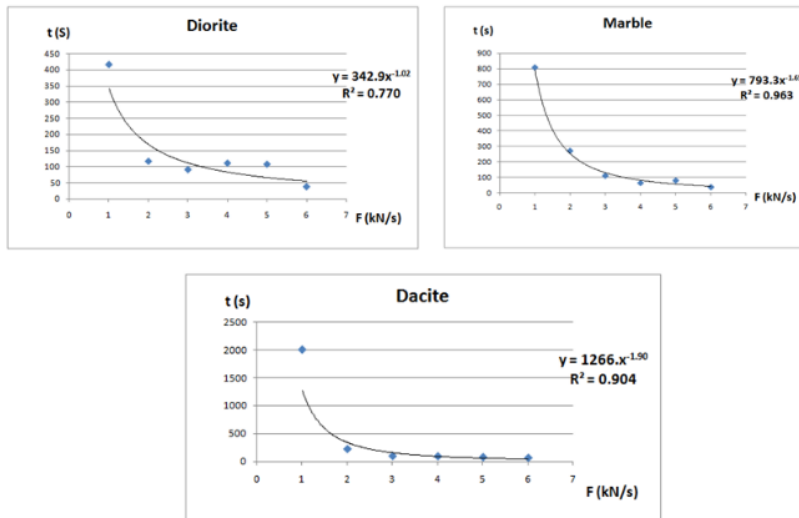 Diorite
t (S)
450
400
350
300
250
200
150
100
50
0
y = 342.9x^-1.02
R² = 0.770
0 1 2 3 4 5 6 7
F (kN/s)
Marble
t (s)
900
800
700
600
500
400
300
200
100
0
y = 793.3x
R² = 0.963
0 1 2 3 4 5 6 7
F (kN/s)
Dacite
t (s)
2500
2000
1500
1000
500
0
y = 1266.x^-1.90
R² = 0.904
0 1 2 3 4 5 6 7
F (kN/s)